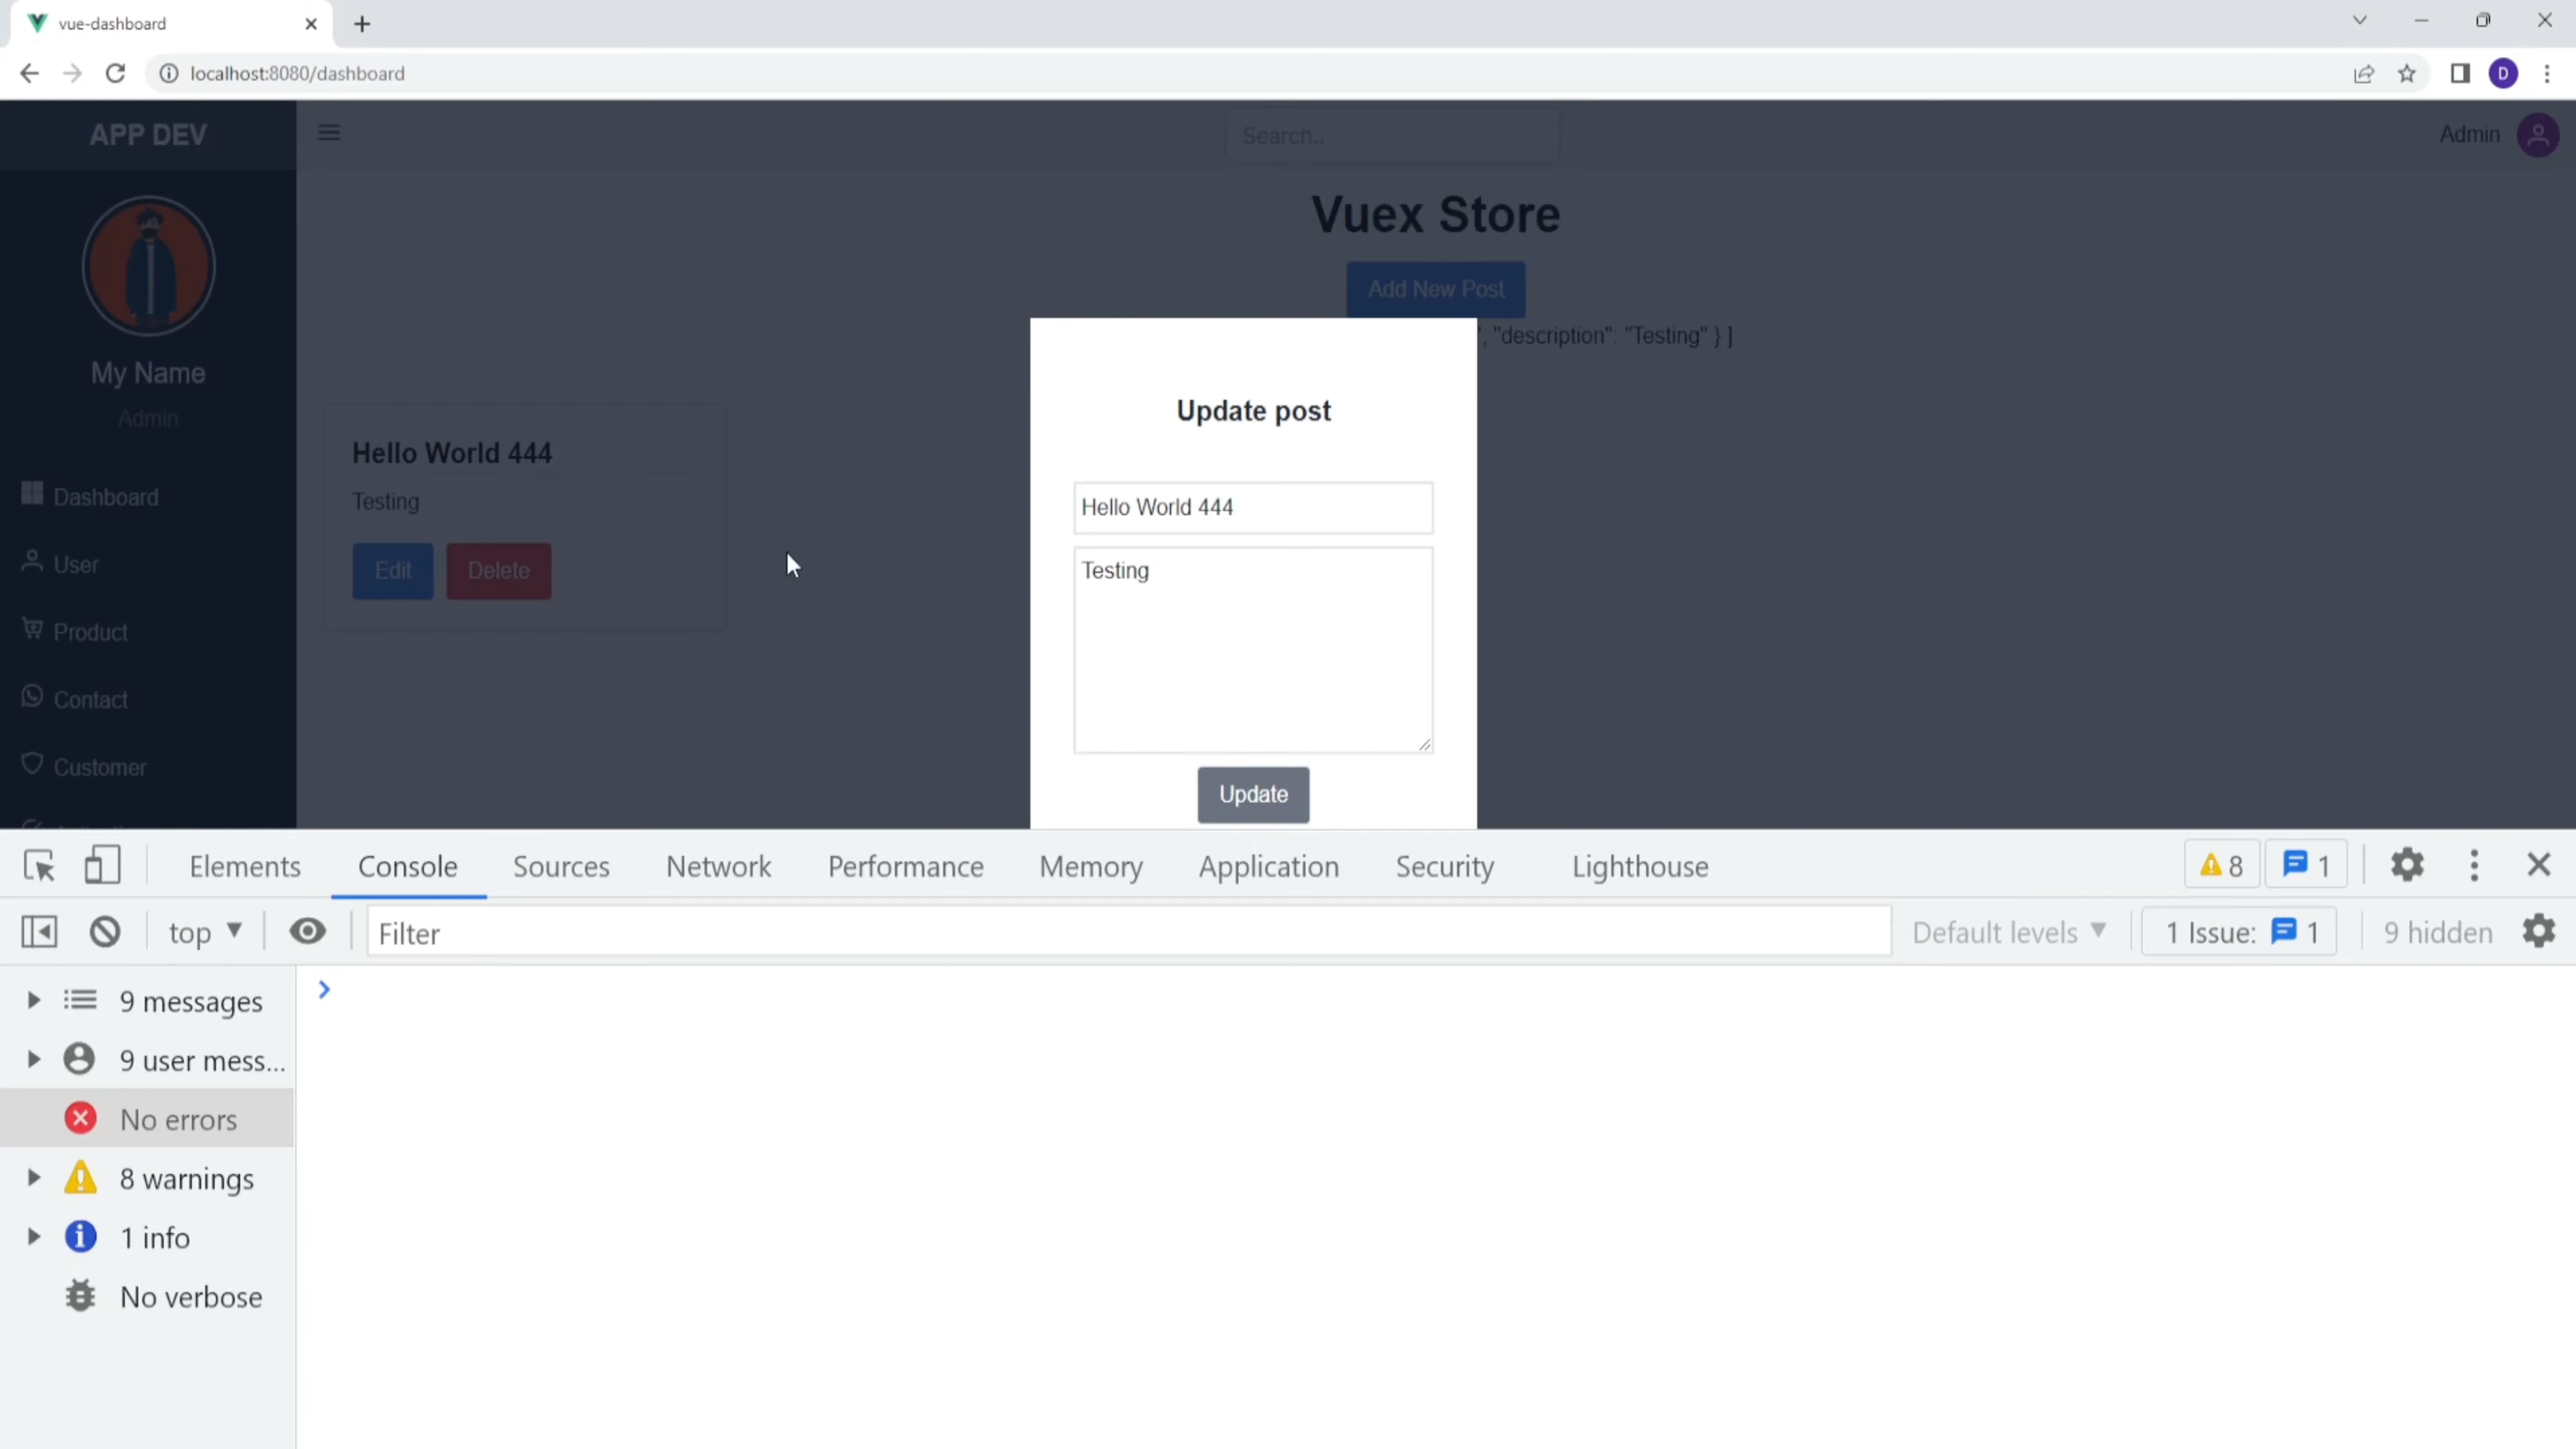 vue-dashboard
localhost:8080/dashboard
D
APP DEV
Search..
Admin
Vuex Store
Add New Post
", "description": "Testing" } ]
My Name
Admin
Hello World 444
Testing
Edit
Delete
Dashboard
User
Product
Contact
Customer
Update post
Hello World 444
Testing
Update
Elements
Console
Sources
Network
Performance
Memory
Application
Security
Lighthouse
8
1
top
Filter
Default levels
1 Issue:
1
9 hidden
9 messages
9 user mess...
No errors
8 warnings
1 info
No verbose